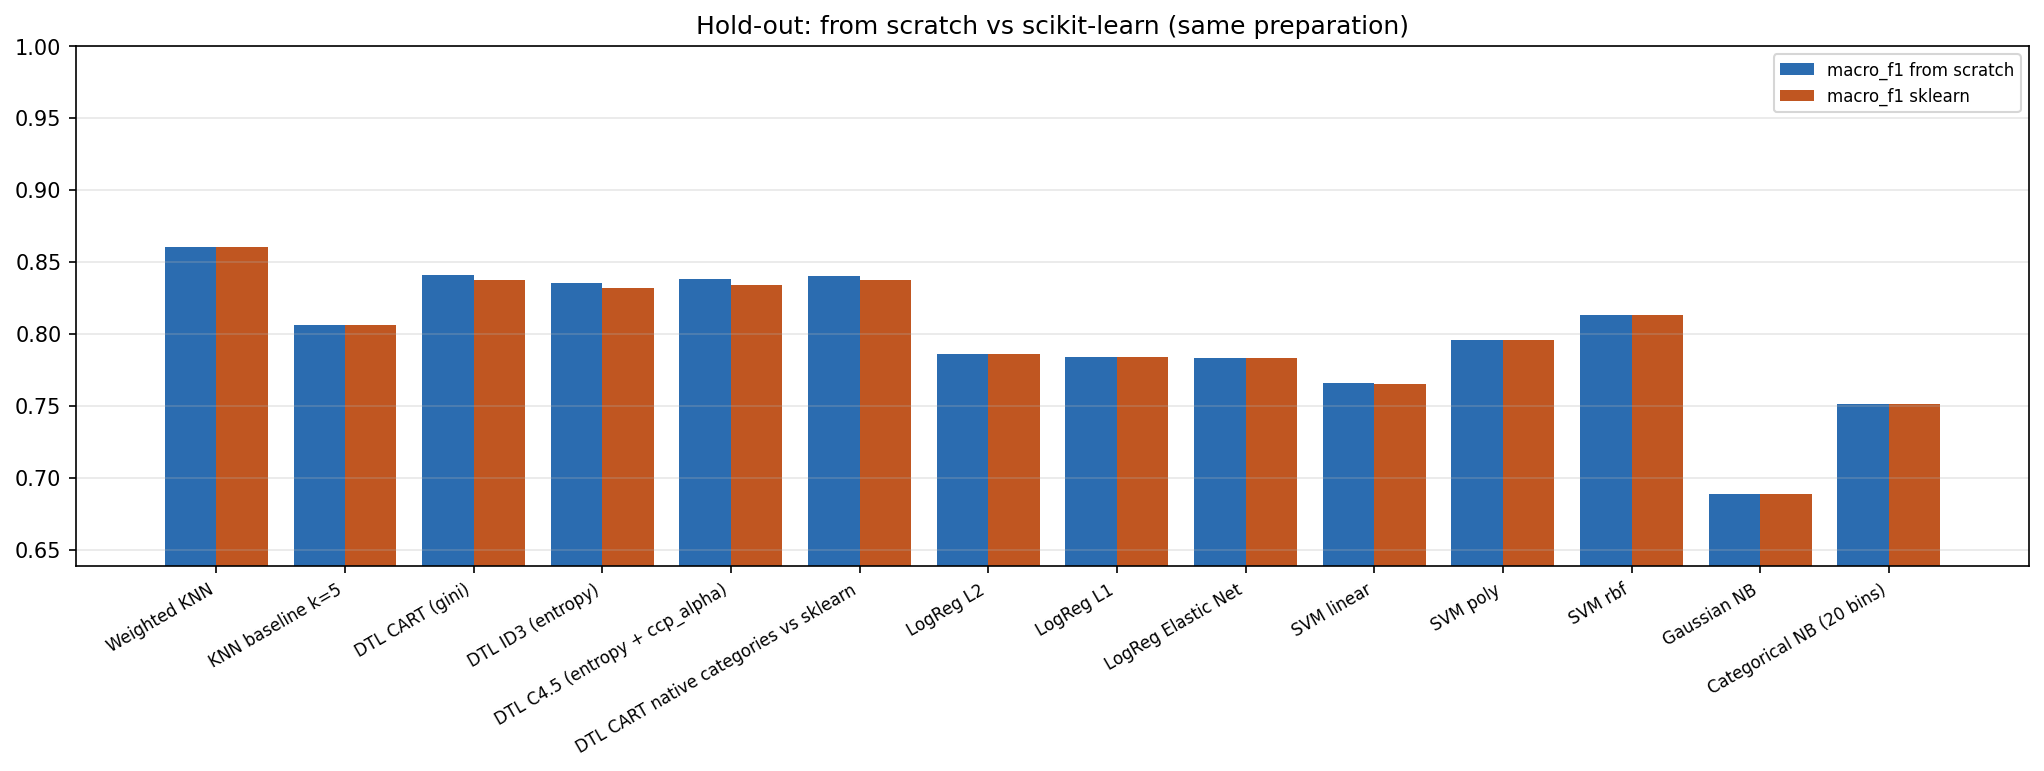 Hold-out: from scratch vs scikit-learn (same preparation)
macro_f1 from scratch
macro_f1 sklearn
1.00
0.95
0.90
0.85
0.80
0.75
0.70
0.65
Weighted KNN
KNN baseline k=5
DTL CART (gini)
DTL ID3 (entropy)
DTL C4.5 (entropy + ccp_alpha)
DTL CART native categories vs sklearn
LogReg L2
LogReg L1
LogReg Elastic Net
SVM linear
SVM poly
SVM rbf
Gaussian NB
Categorical NB (20 bins)